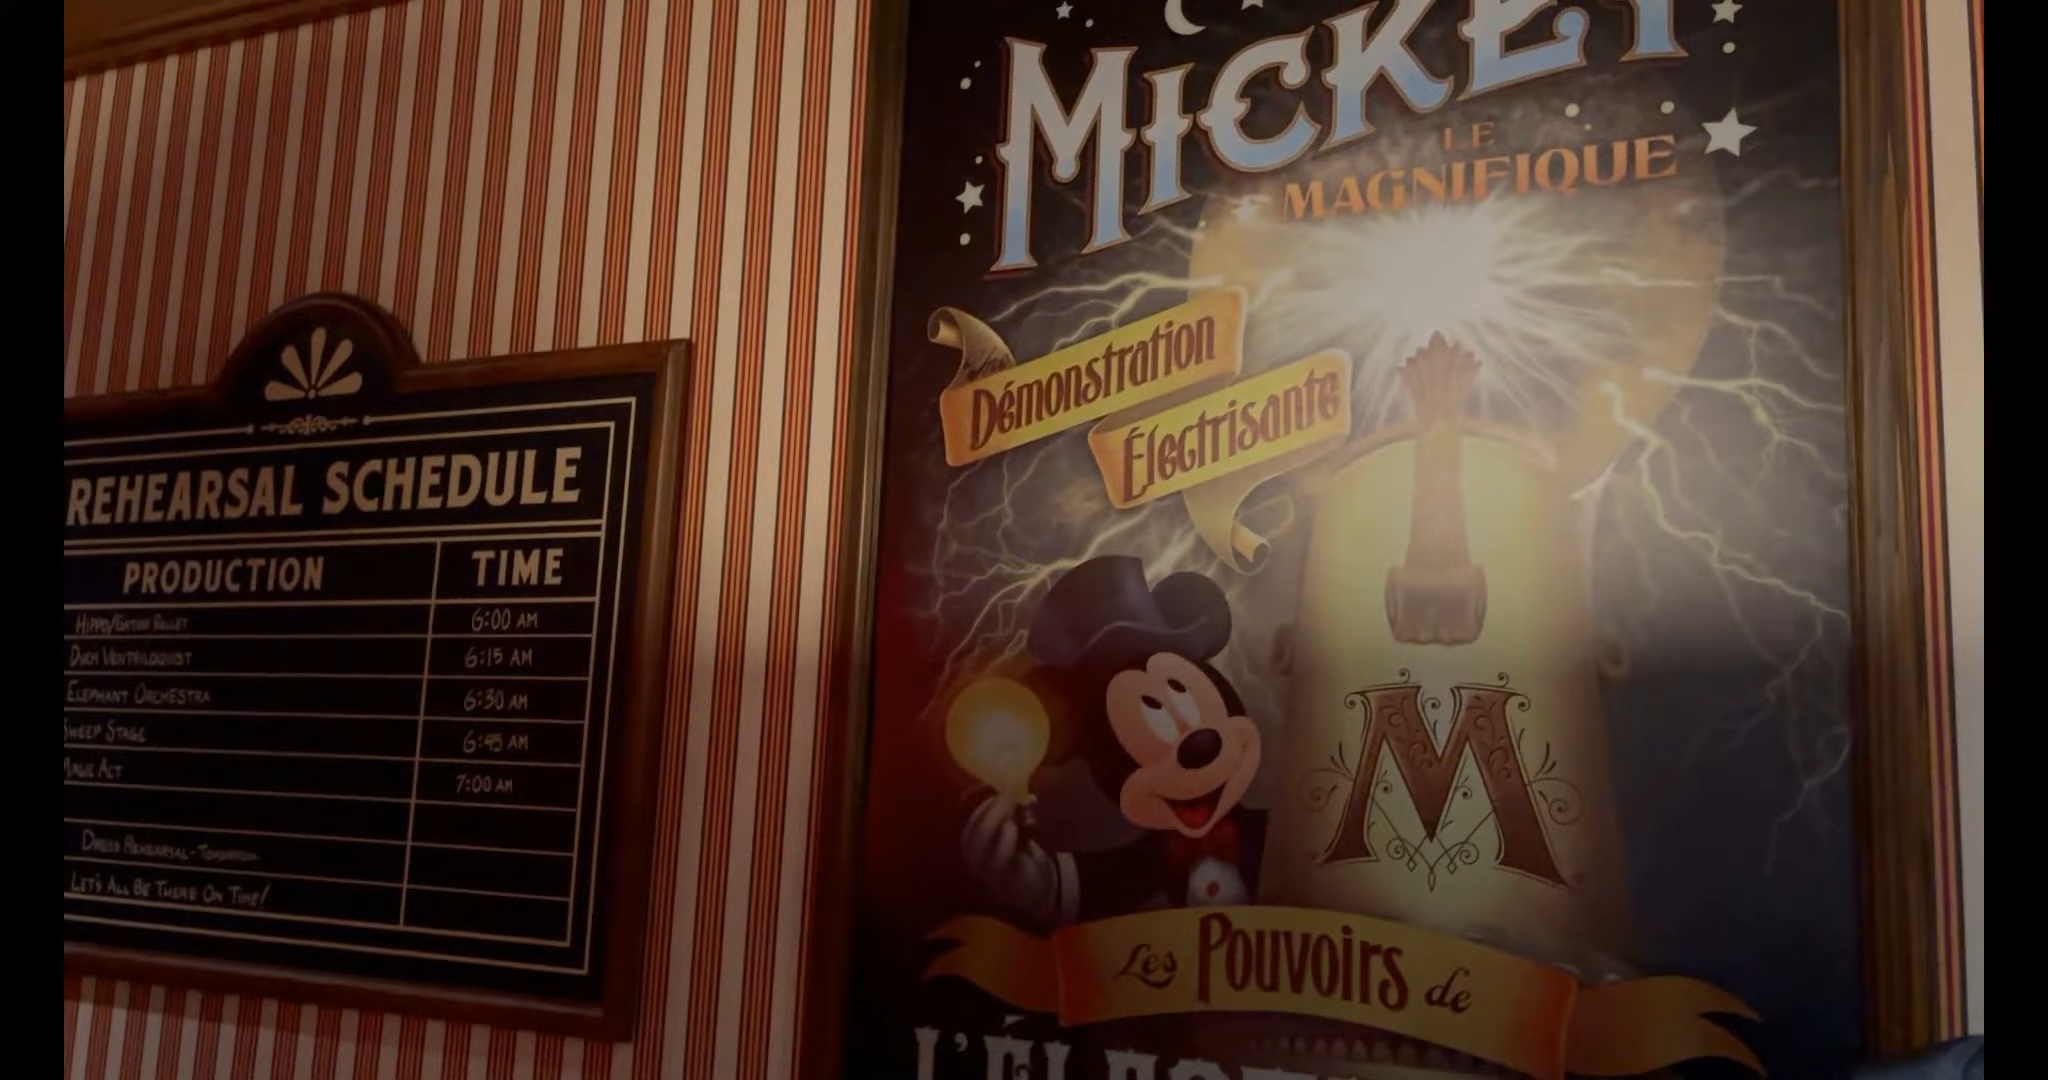 REHEARSAL SCHEDULE
PRODUCTION TIME
HIPPO/GATOR BALLET 6:00 AM
DUCK VENTRILOQUIST 6:15 AM
ELEPHANT ORCHESTRA 6:30 AM
SWEEP STAGE 6:45 AM
MAGIC ACT 7:00 AM
DRESS REHEARSAL - TOMORROW
LET'S ALL BE THERE ON TIME!
MICKEY
LE
MAGNIFIQUE
Démonstration
Électrisante
M
Les Pouvoirs de